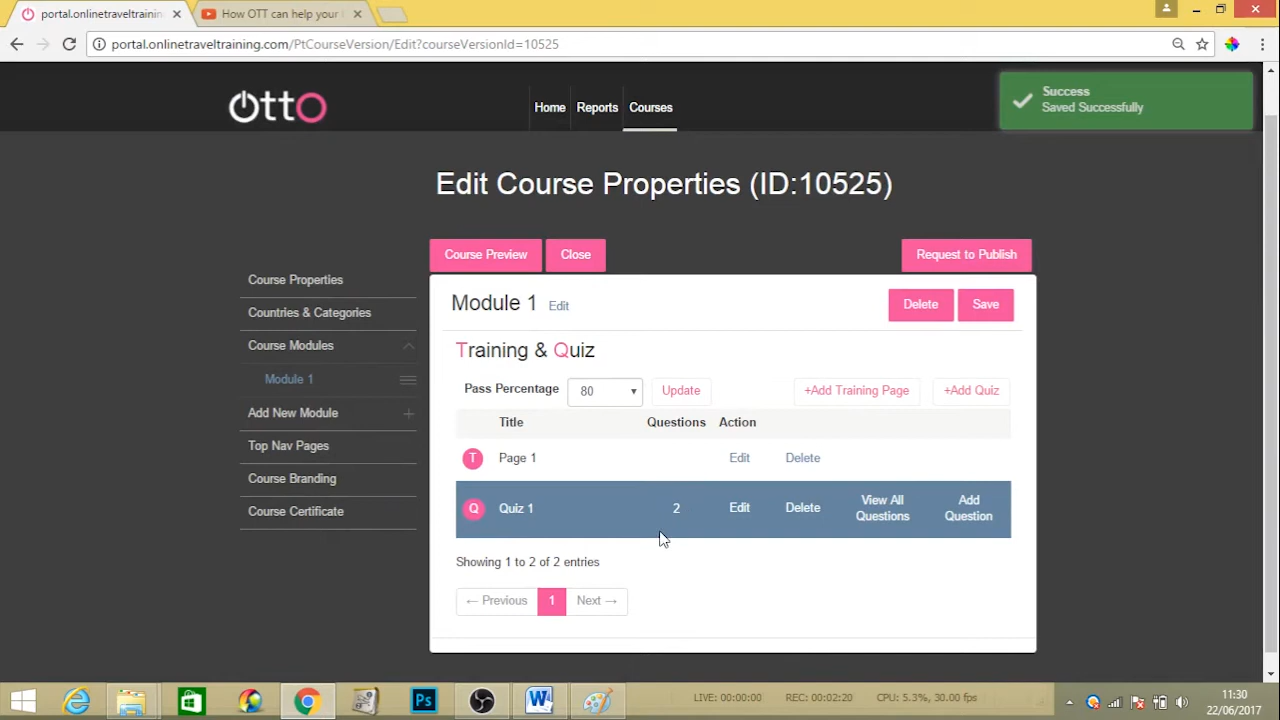 portal.onlinetraveltrainin
How OTT can help your
portal.onlinetraveltraining.com/PtCourseVersion/Edit?courseVersionId=10525
OttO
Home
Reports
Courses
Success
Saved Successfully
Edit Course Properties (ID:10525)
Course Preview
Close
Request to Publish
Course Properties
Countries & Categories
Course Modules
Module 1
Add New Module
Top Nav Pages
Course Branding
Course Certificate
Module 1 Edit
Delete
Save
Training & Quiz
Pass Percentage
80
Update
+Add Training Page
+Add Quiz
Title Questions Action
T Page 1 Edit Delete
Q Quiz 1 2 Edit Delete
View All
Questions
Add
Question
Showing 1 to 2 of 2 entries
← Previous 1 Next →
Ps
W
LIVE: 00:00:00 REC: 00:02:20 CPU: 5.3%, 30.00 fps
11:30
22/06/2017